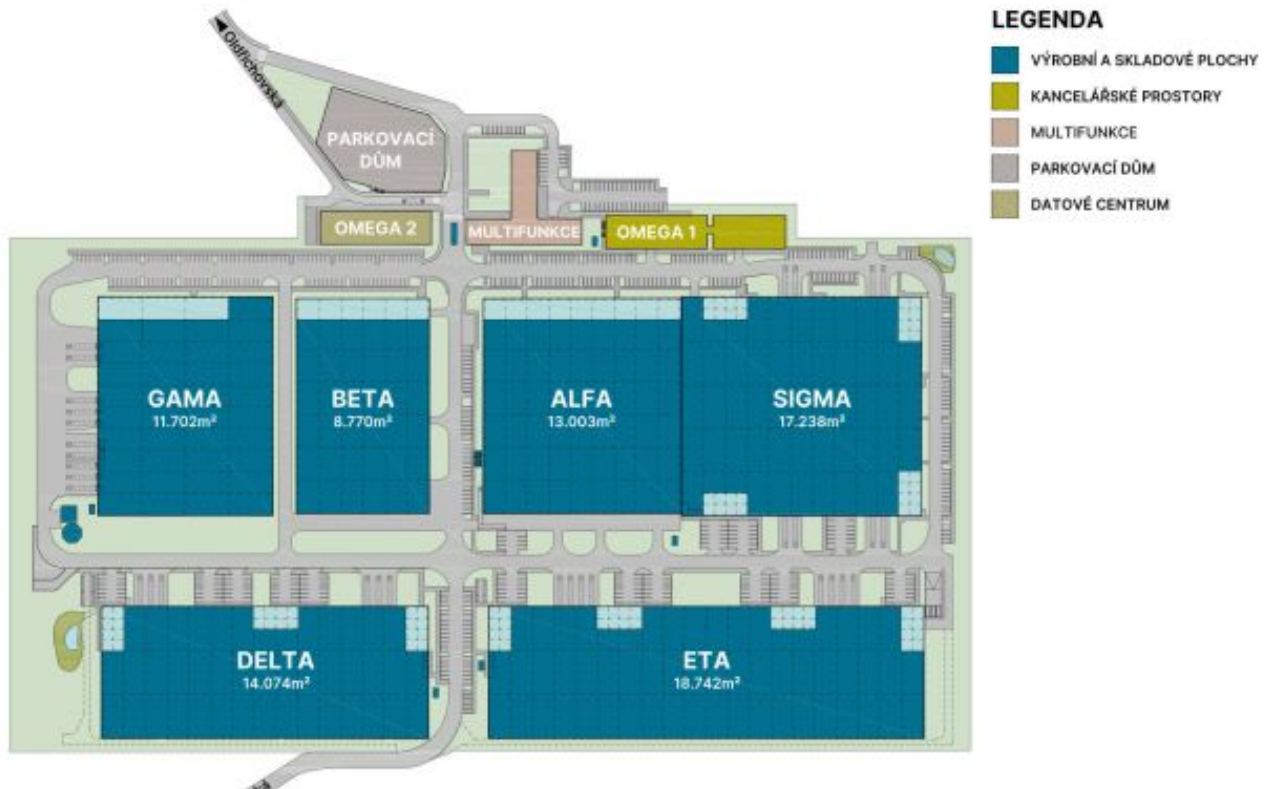 Oldřichovská
PARKOVACÍ
DŮM
OMEGA 2
MULTIFUNKCE
OMEGA 1
GAMA
11.702m²
BETA
8.770m²
ALFA
13.003m²
SIGMA
17.238m²
DELTA
14.074m²
ETA
18.742m²
LEGENDA
VÝROBNÍ A SKLADOVÉ PLOCHY
KANCELÁŘSKÉ PROSTORY
MULTIFUNKCE
PARKOVACÍ DŮM
DATOVÉ CENTRUM